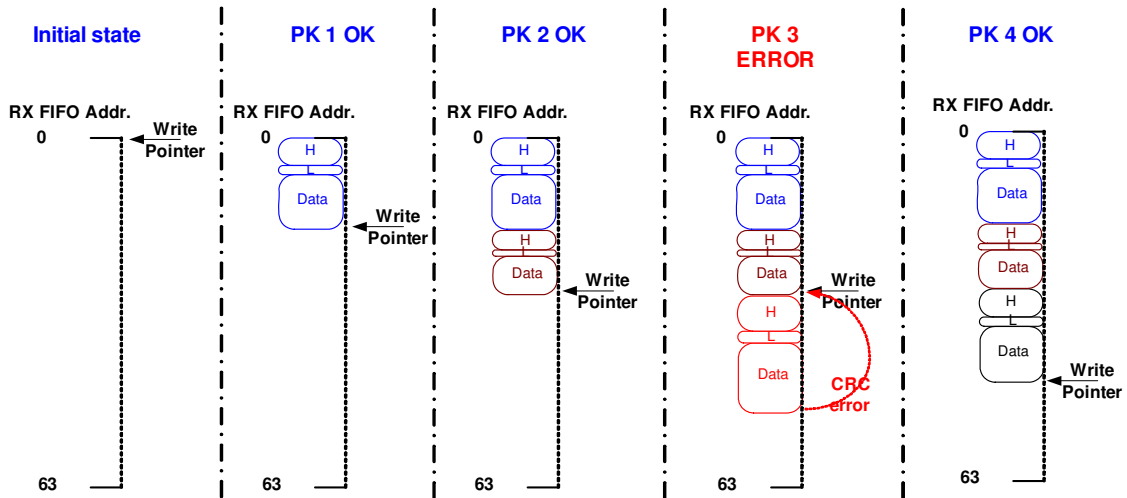 Initial state
RX FIFO Addr.
0
Write
Pointer
63
PK 1 OK
RX FIFO Addr.
0
H
L
Data
Write
Pointer
63
PK 2 OK
RX FIFO Addr.
0
H
L
Data
H
L
Data
Write
Pointer
63
PK 3
ERROR
RX FIFO Addr.
0
H
L
Data
H
L
Data
Write
Pointer
H
L
Data
CRC
error
63
PK 4 OK
RX FIFO Addr.
0
H
L
Data
H
L
Data
H
L
Data
Write
Pointer
63